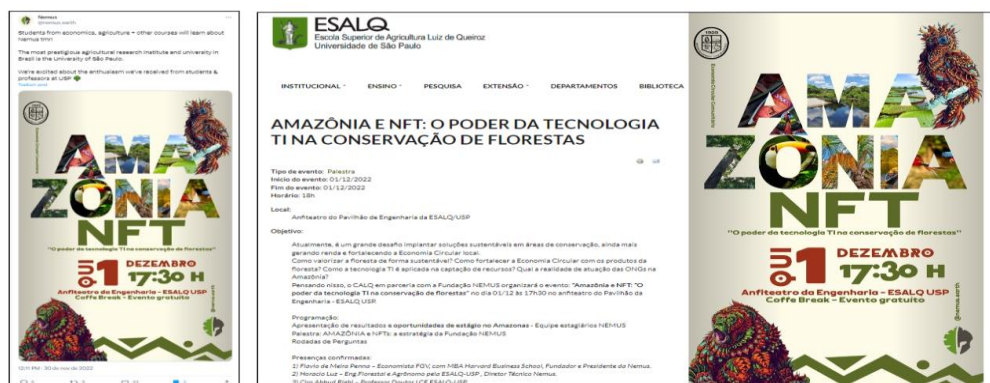 Nemus
@nemus.earth
Students from economics, agriculture + other courses will learn about
Nemus tmr!
The most prestigious agricultural research institute and university in
Brazil is the University of São Paulo.
We're excited about the enthusiasm we've received from students &
professors at USP
AMA
ZÔNIA
NFT
"O poder da tecnologia TI na conservação de florestas"
QUI 1 DEZEMBRO
17:30 H
Anfiteatro da Engenharia - ESALQ USP
Coffe Break - Evento gratuito
@nemus.earth
12:11 PM · 30 de nov de 2022
ESALQ
Escola Superior de Agricultura Luiz de Queiroz
Universidade de São Paulo
INSTITUCIONAL ENSINO PESQUISA EXTENSÃO DEPARTAMENTOS BIBLIOTECA
AMAZÔNIA E NFT: O PODER DA TECNOLOGIA
TI NA CONSERVAÇÃO DE FLORESTAS
Tipo de evento: Palestra
Início do evento: 01/12/2022
Fim do evento: 01/12/2022
Horário: 18h
Local:
Anfiteatro do Pavilhão de Engenharia da ESALQ/USP
Objetivo:
Atualmente, é um grande desafio implantar soluções sustentáveis em áreas de conservação, ainda mais
gerando renda e fortalecendo a Economia Circular local.
Como valorizar a floresta de forma sustentável? Como fortalecer a Economia Circular com os produtos da
floresta? Como a tecnologia TI é aplicada na captação de recursos? Qual a realidade de atuação das ONGs na
Amazônia?
Pensando nisso, o CALQ em parceria com a Fundação NEMUS organizará o evento: "Amazônia e NFT: "O
poder da tecnologia TI na conservação de florestas" no dia 01/12 às 17h30 no anfiteatro do Pavilhão da
Engenharia - ESALQ USP.
Programação:
Apresentação de resultados e oportunidades de estágio no Amazonas - Equipe estagiários NEMUS
Palestra: AMAZÔNIA e NFTs: a estratégia da Fundação NEMUS
Rodadas de Perguntas
Presenças confirmadas:
1) Flavio de Meira Penna - Economista FGV, com MBA Harvard Business School, Fundador e Presidente da Nemus.
2) Horacio Luz - Eng.Florestal e Agrônomo pela ESALQ-USP, Diretor Técnico Nemus.
AMA
ZÔNIA
NFT
"O poder da tecnologia TI na conservação de florestas"
QUI 1 DEZEMBRO
17:30 H
Anfiteatro da Engenharia - ESALQ USP
Coffe Break - Evento gratuito
@nemus.earth